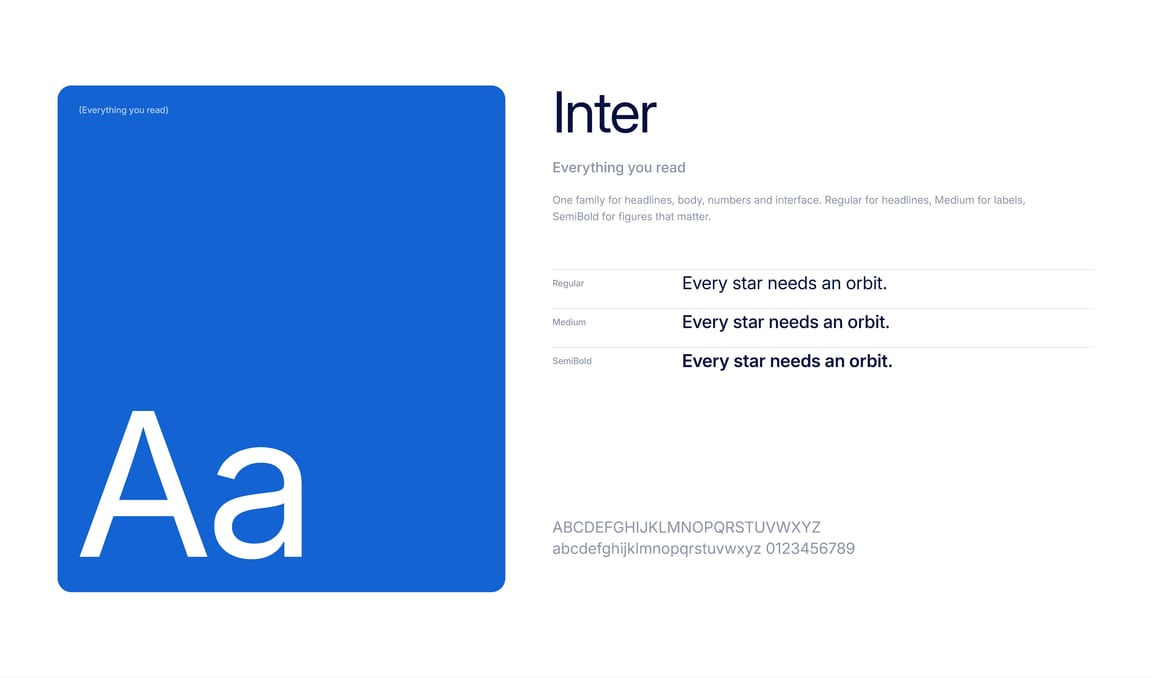 (Everything you read)
Aa
Inter
Everything you read
One family for headlines, body, numbers and interface. Regular for headlines, Medium for labels,
SemiBold for figures that matter.
Regular Every star needs an orbit.
Medium Every star needs an orbit.
SemiBold Every star needs an orbit.
ABCDEFGHIJKLMNOPQRSTUVWXYZ
abcdefghijklmnopqrstuvwxyz 0123456789